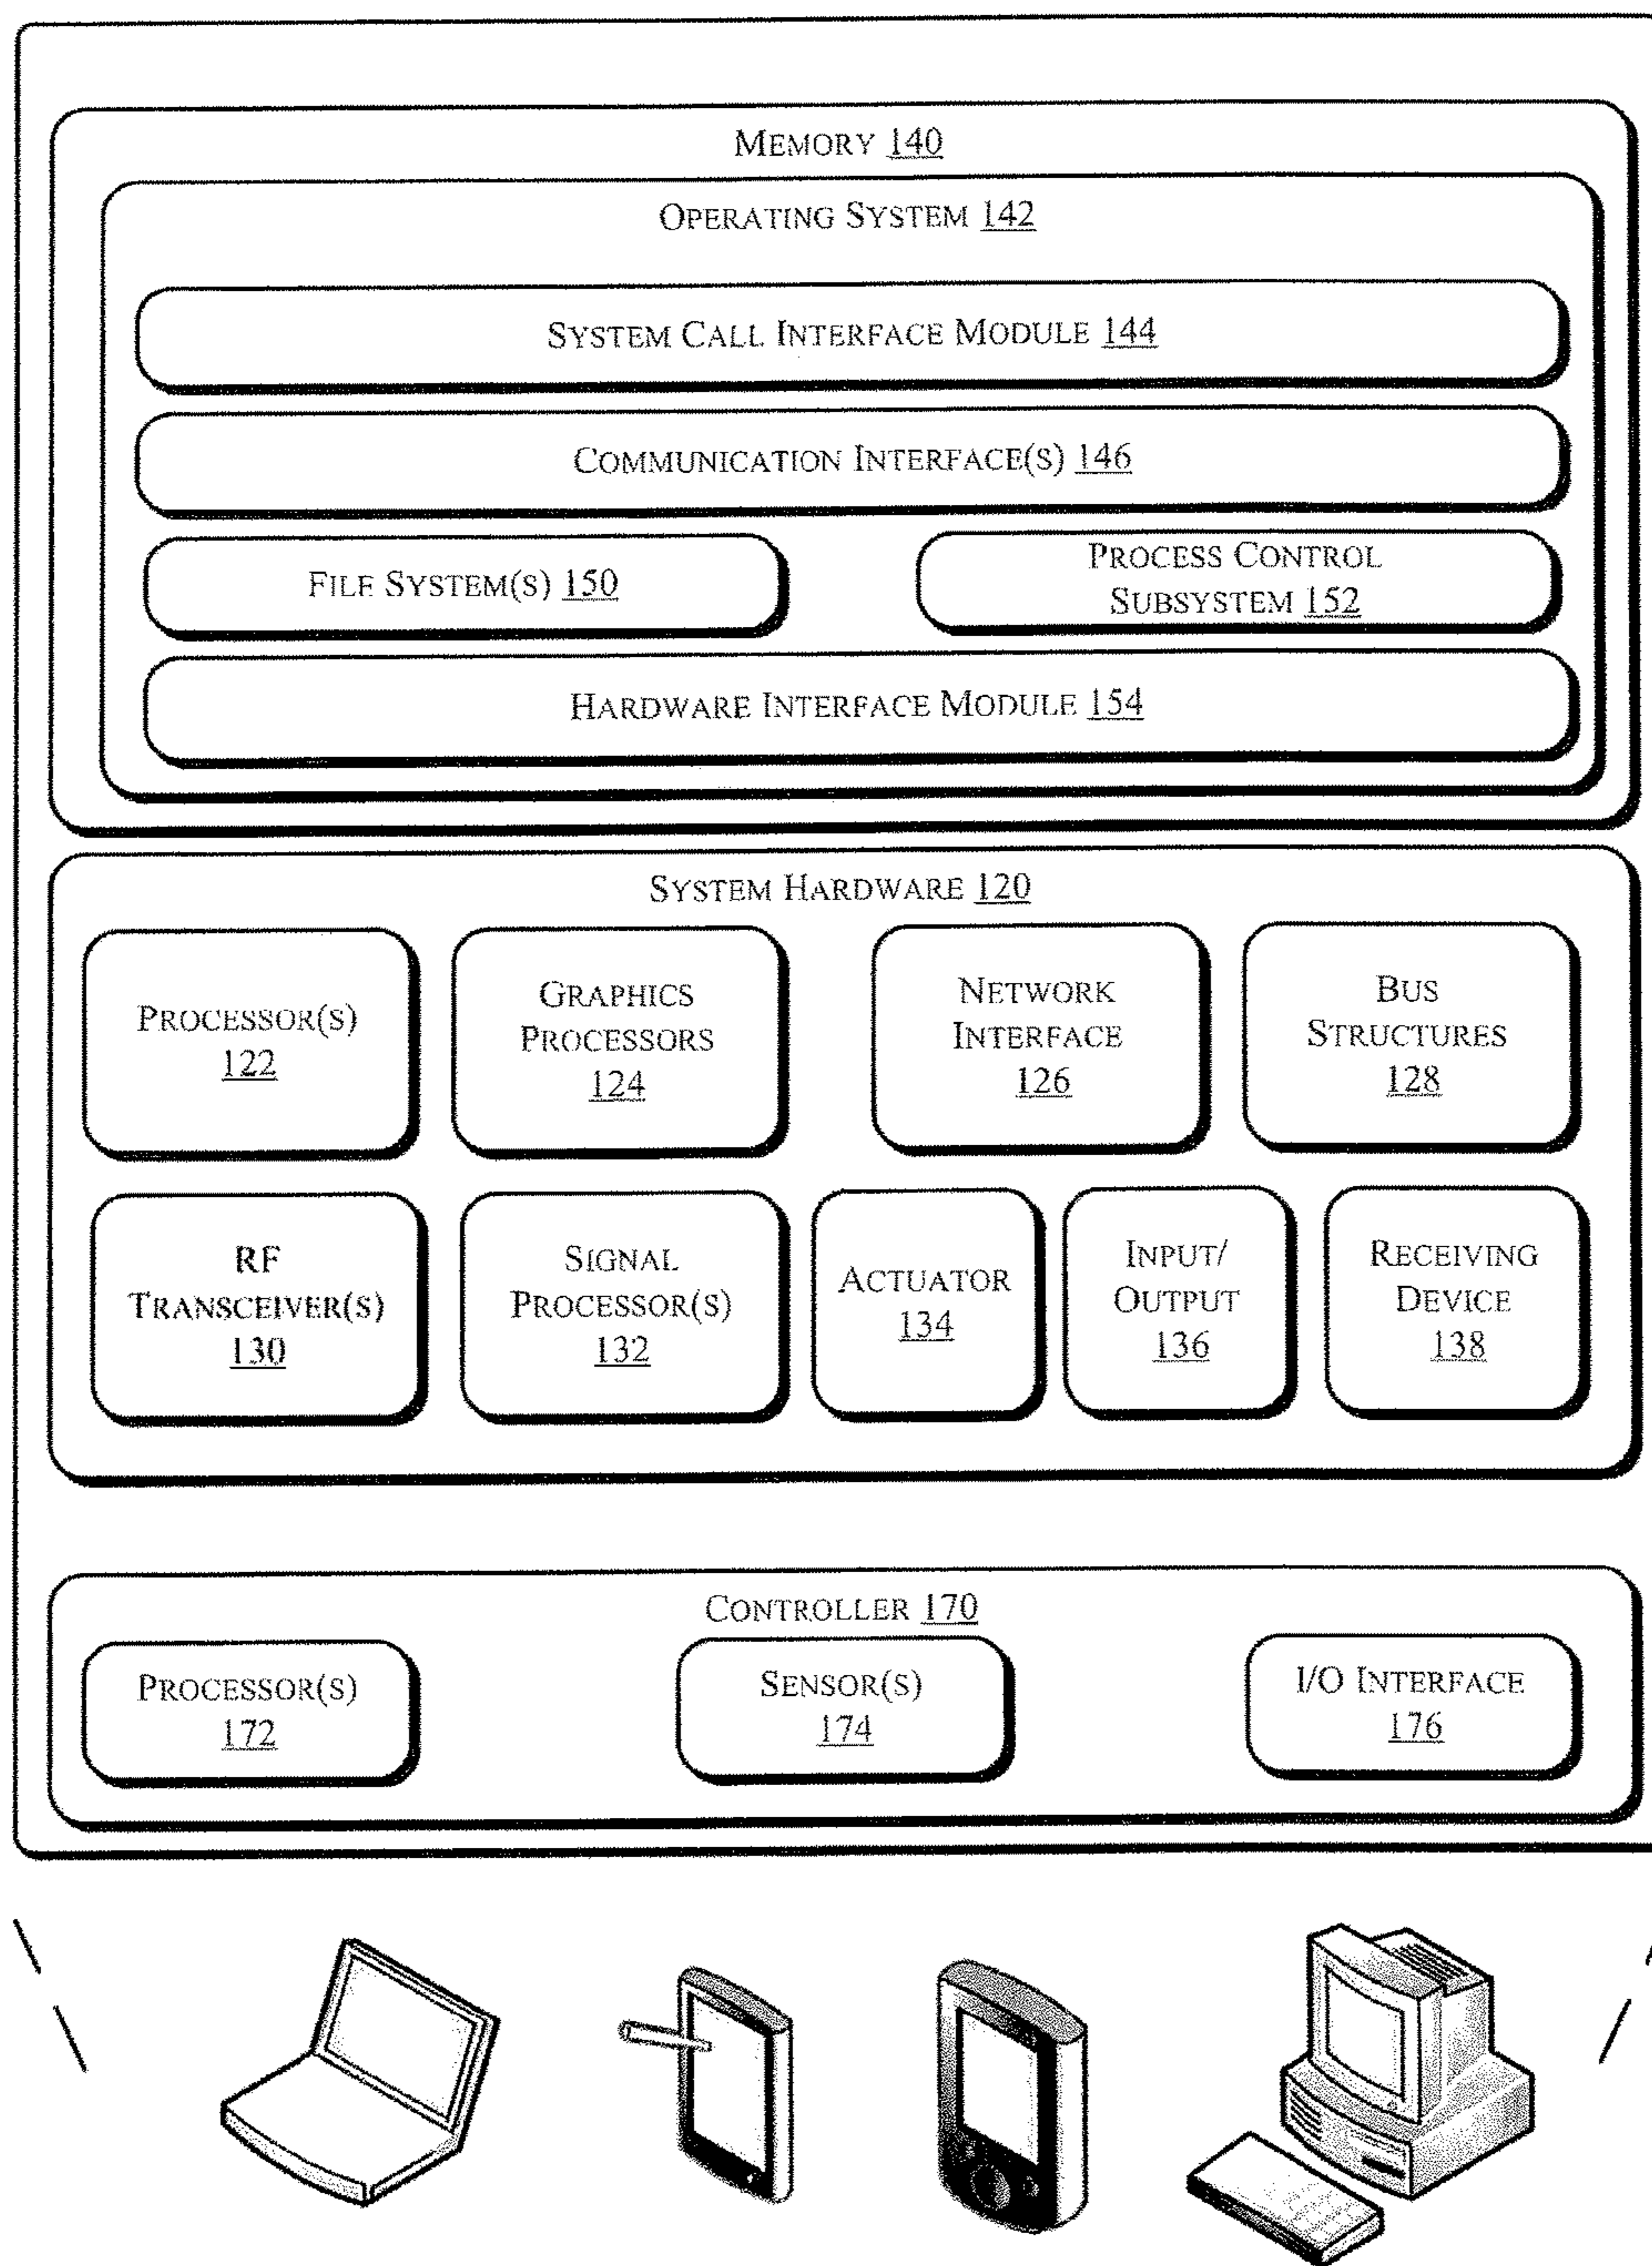 MEMORY 140
OPERATING SYSTEM 142
SYSTEM CALL INTERFACE MODULE 144
COMMUNICATION INTERFACE(S) 146
FILE SYSTEM(S) 150
PROCESS CONTROL
SUBSYSTEM 152
HARDWARE INTERFACE MODULE 154
SYSTEM HARDWARE 120
PROCESSOR(S)
122
GRAPHICS
PROCESSORS
124
NETWORK
INTERFACE
126
BUS
STRUCTURES
128
RF
TRANSCEIVER(S)
130
SIGNAL
PROCESSOR(S)
132
ACTUATOR
134
INPUT/
OUTPUT
136
RECEIVING
DEVICE
138
CONTROLLER 170
PROCESSOR(S)
172
SENSOR(S)
174
I/O INTERFACE
176